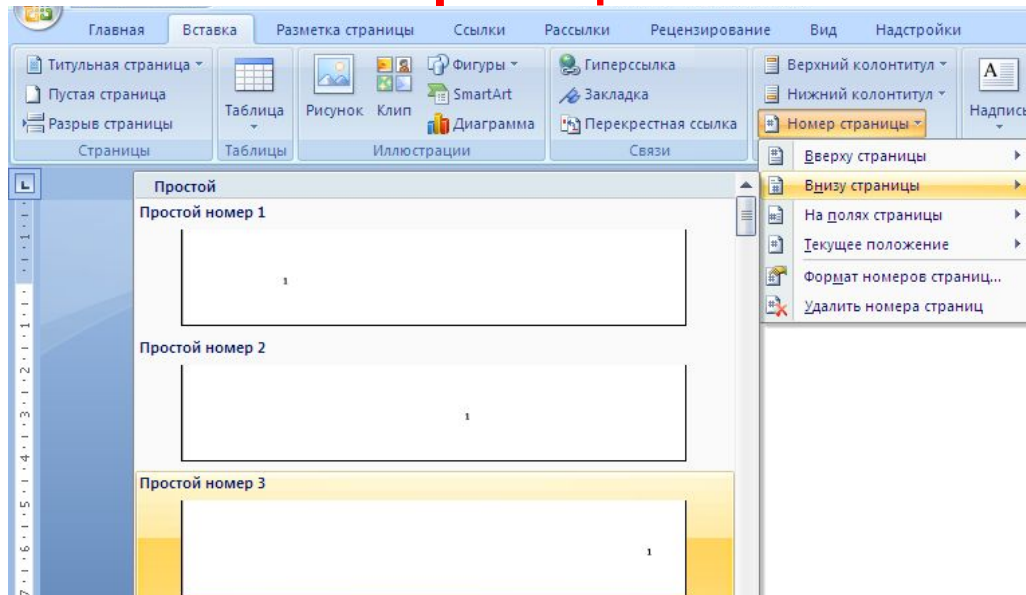 Главная Вставка Разметка страницы Ссылки Рассылки Рецензирование Вид Надстройки
Титульная страница
Пустая страница
Разрыв страницы
Страницы
Таблица
Таблицы
Рисунок Клип
Фигуры
SmartArt
Диаграмма
Иллюстрации
Гиперссылка
Закладка
Перекрестная ссылка
Связи
Верхний колонтитул
Нижний колонтитул
Номер страницы
A
Вверху страницы
Внизу страницы
На полях страницы
Текущее положение
Формат номеров страниц...
Удалить номера страниц
Простой
Простой номер 1
1
Простой номер 2
1
Простой номер 3
1